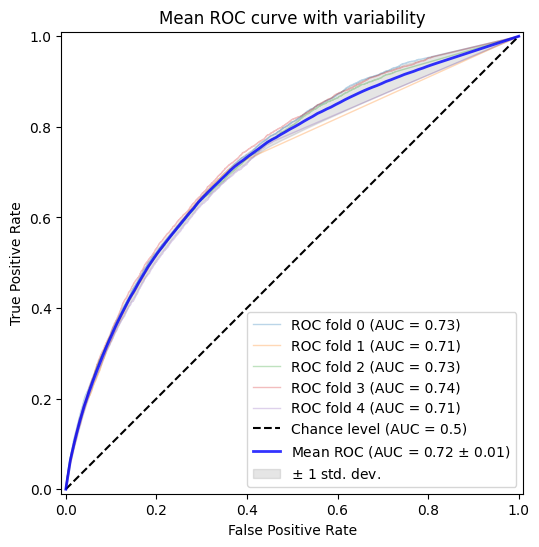 Mean ROC curve with variability
True Positive Rate
1.0
0.8
0.6
0.4
0.2
0.0
ROC fold 0 (AUC = 0.73)
ROC fold 1 (AUC = 0.71)
ROC fold 2 (AUC = 0.73)
ROC fold 3 (AUC = 0.74)
ROC fold 4 (AUC = 0.71)
Chance level (AUC = 0.5)
Mean ROC (AUC = 0.72 ± 0.01)
± 1 std. dev.
0.0 0.2 0.4 0.6 0.8 1.0
False Positive Rate